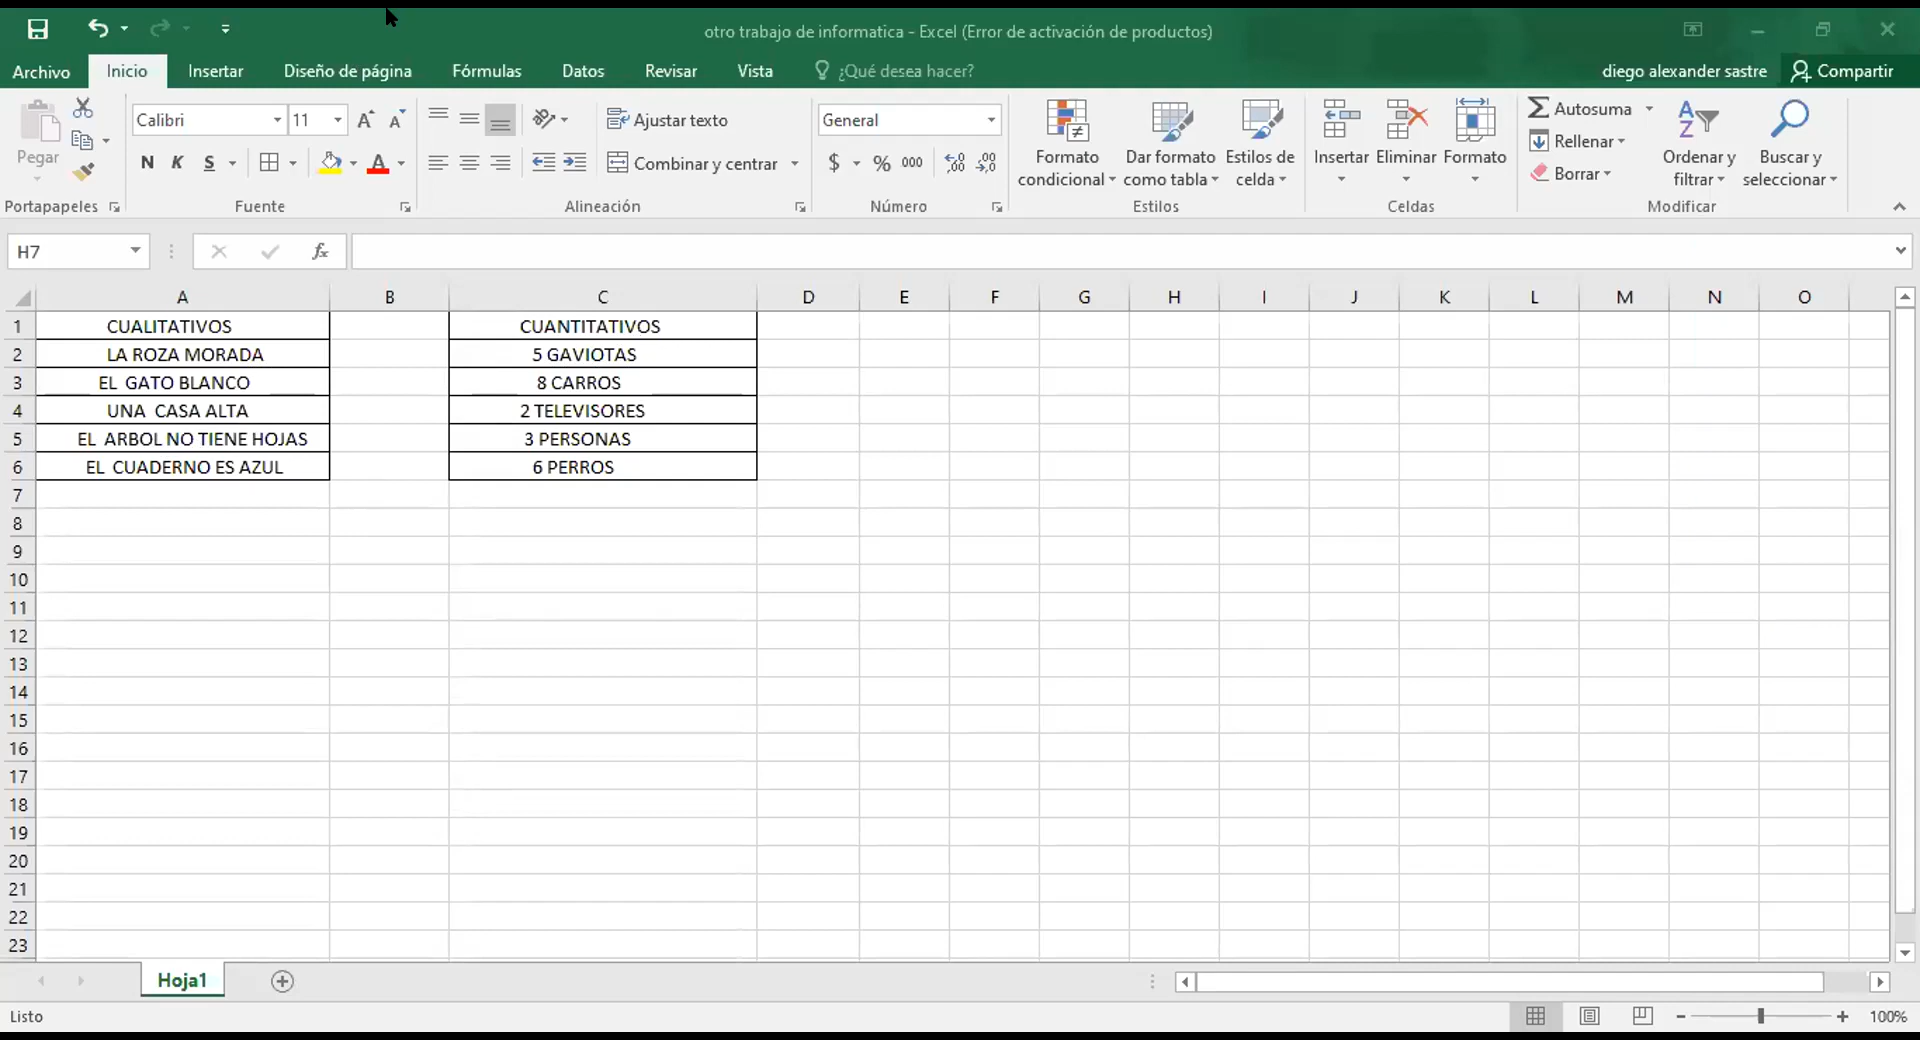 otro trabajo de informatica - Excel (Error de activación de productos)
Archivo Inicio Insertar Diseño de página Fórmulas Datos Revisar Vista ¿Qué desea hacer? diego alexander sastre Compartir
Pegar
Portapapeles
Calibri 11
N K S
Fuente
Ajustar texto
Combinar y centrar
Alineación
General
$ % 000
Número
Formato condicional
Dar formato como tabla
Estilos de celda
Estilos
Insertar Eliminar Formato
Celdas
Autosuma
Rellenar
Borrar
Ordenar y filtrar
Buscar y seleccionar
Modificar
H7 fx
A B C D E F G H I J K L M N O
1 CUALITATIVOS CUANTITATIVOS
2 LA ROZA MORADA 5 GAVIOTAS
3 EL GATO BLANCO 8 CARROS
4 UNA CASA ALTA 2 TELEVISORES
5 EL ARBOL NO TIENE HOJAS 3 PERSONAS
6 EL CUADERNO ES AZUL 6 PERROS
7
8
9
10
11
12
13
14
15
16
17
18
19
20
21
22
23
Hoja1
Listo 100%